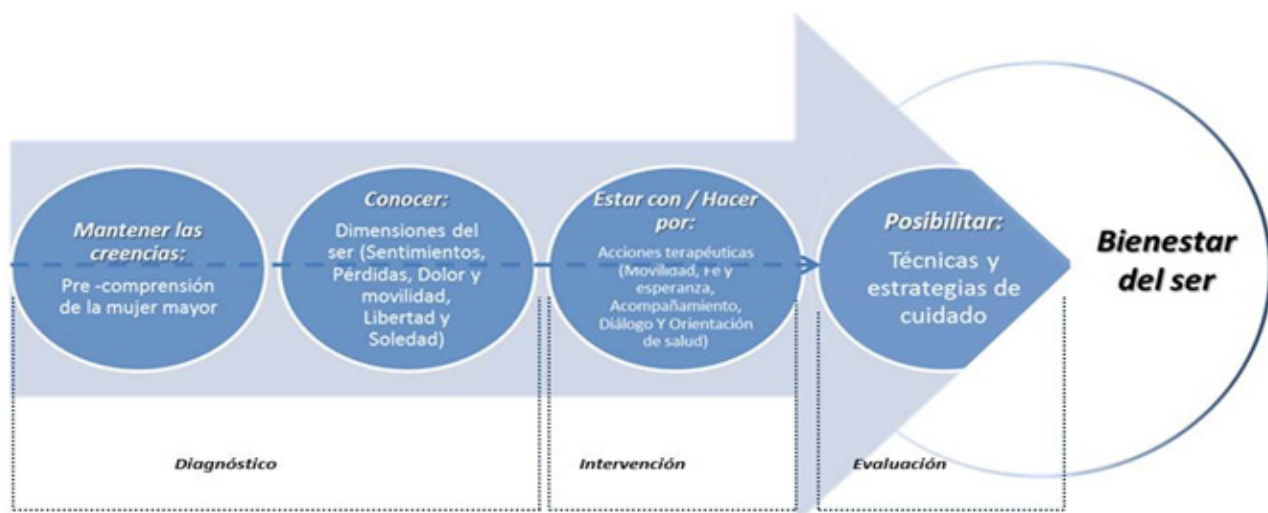 Mantener las
creencias:
Pre -comprensión
de la mujer mayor
Conocer:
Dimensiones del
ser (Sentimientos,
Pérdidas, Dolor y
movilidad,
Libertad y
Soledad)
Estar con / Hacer
por:
Acciones terapéuticas
(Movilidad, Fe y
esperanza,
Acompañamiento,
Diálogo Y Orientación
de salud)
Posibilitar:
Técnicas y
estrategias de
cuidado
Bienestar
del ser
Diagnóstico
Intervención
Evaluación